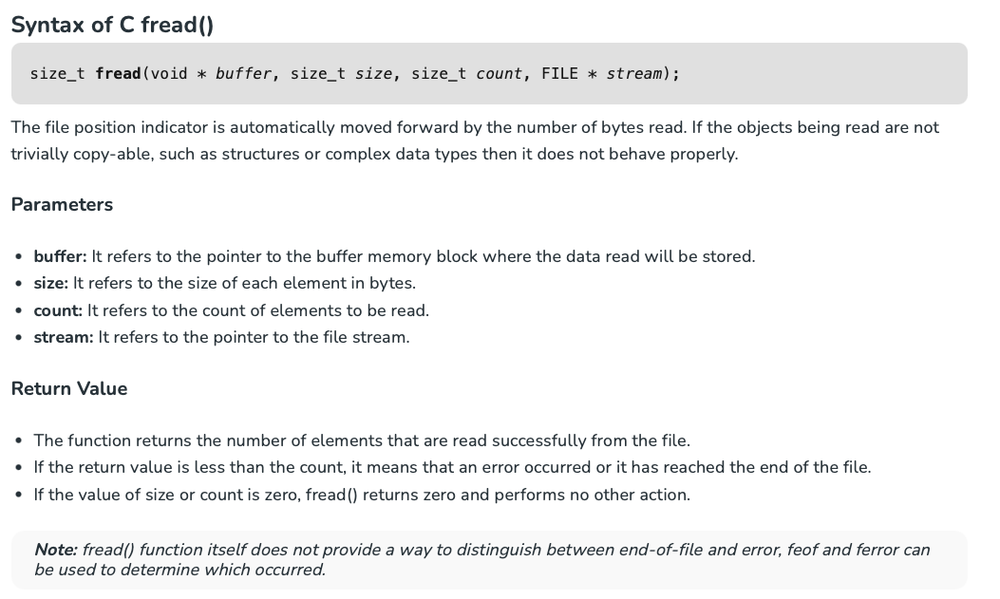 Syntax of C fread()
size_t fread(void * buffer, size_t size, size_t count, FILE * stream);
The file position indicator is automatically moved forward by the number of bytes read. If the objects being read are not
trivially copy-able, such as structures or complex data types then it does not behave properly.
Parameters
• buffer: It refers to the pointer to the buffer memory block where the data read will be stored.
• size: It refers to the size of each element in bytes.
• count: It refers to the count of elements to be read.
• stream: It refers to the pointer to the file stream.
Return Value
• The function returns the number of elements that are read successfully from the file.
• If the return value is less than the count, it means that an error occurred or it has reached the end of the file.
• If the value of size or count is zero, fread() returns zero and performs no other action.
Note: fread() function itself does not provide a way to distinguish between end-of-file and error, feof and ferror can
be used to determine which occurred.